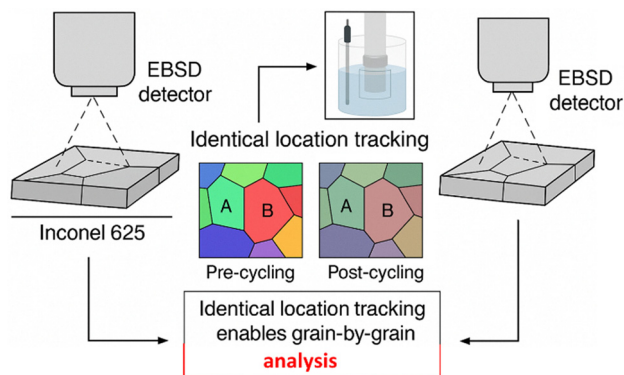 EBSD
detector
EBSD
detector
Identical location tracking
A
B
A
B
Inconel 625
Pre-cycling
Post-cycling
Identical location tracking
enables grain-by-grain
analysis